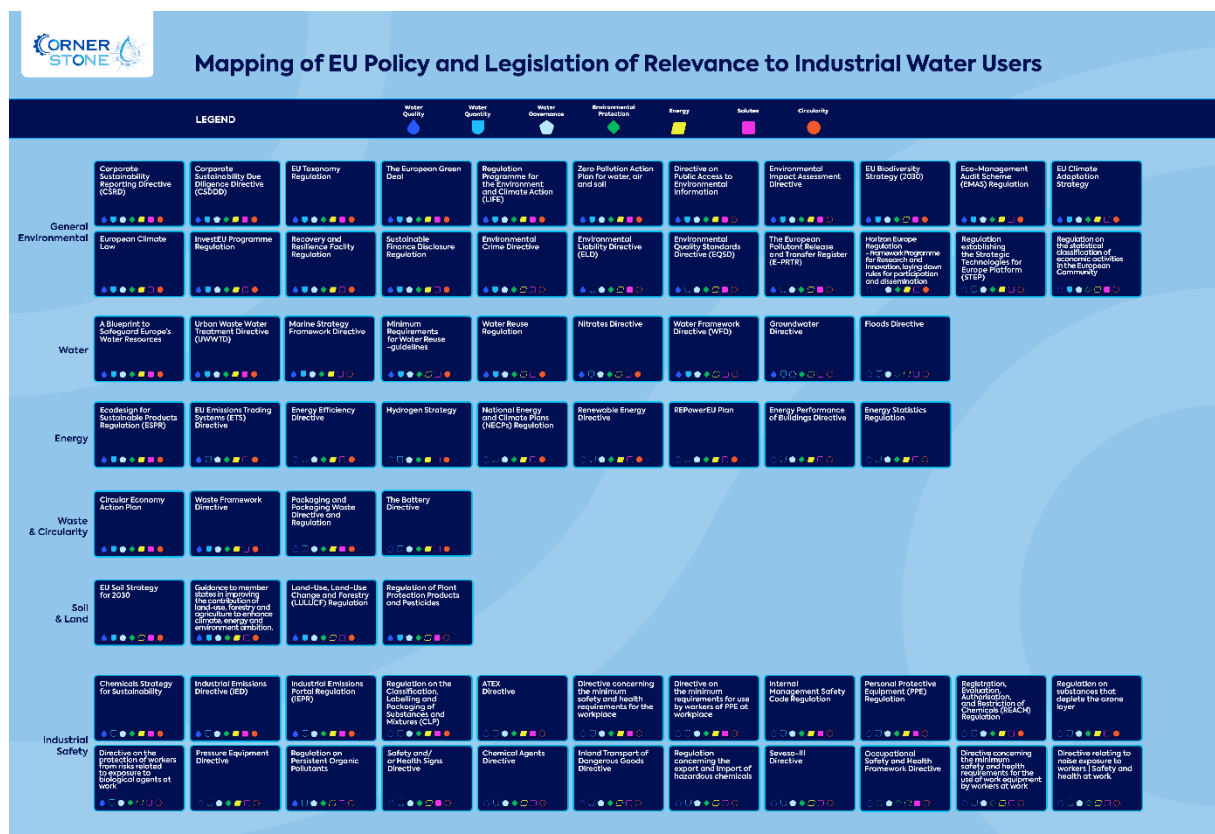 CORNER
STONE
Mapping of EU Policy and Legislation of Relevance to Industrial Water Users
LEGEND
Water
Quality
Water
Quantity
Water
Governance
Environmental
Protection
Energy
Solutes
Circularity
General
Environmental
Corporate
Sustainability
Reporting Directive
(CSRD)
Corporate
Sustainability Due
Diligence Directive
(CSDDD)
EU Taxonomy
Regulation
The European Green
Deal
Regulation
Programme for
the Environment
and Climate Action
(LIFE)
Zero Pollution Action
Plan for water, air
and soil
Directive on
Public Access to
Environmental
Information
Environmental
Impact Assessment
Directive
EU Biodiversity
Strategy (2030)
Eco-Management
Audit Scheme
(EMAS) Regulation
EU Climate
Adaptation
Strategy
European Climate
Law
InvestEU Programme
Regulation
Recovery and
Resilience Facility
Regulation
Sustainable
Finance Disclosure
Regulation
Environmental
Crime Directive
Environmental
Liability Directive
(ELD)
Environmental
Quality Standards
Directive (EQSD)
The European
Pollutant Release
and Transfer Register
(E-PRTR)
Horizon Europe
Regulation
- Framework Programme
for Research and
Innovation, laying down
rules for participation
and dissemination
Regulation
establishing
the Strategic
Technologies for
Europe Platform
(STEP)
Regulation on
the statistical
classification of
economic activities
in the European
Community
Water
A Blueprint to
Safeguard Europe's
Water Resources
Urban Waste Water
Treatment Directive
(UWWTD)
Marine Strategy
Framework Directive
Minimum
Requirements
for Water Reuse
-guidelines
Water Reuse
Regulation
Nitrates Directive
Water Framework
Directive (WFD)
Groundwater
Directive
Floods Directive
Energy
Ecodesign for
Sustainable Products
Regulation (ESPR)
EU Emissions Trading
Systems (ETS)
Directive
Energy Efficiency
Directive
Hydrogen Strategy
National Energy
and Climate Plans
(NECPs) Regulation
Renewable Energy
Directive
REPowerEU Plan
Energy Performance
of Buildings Directive
Energy Statistics
Regulation
Waste
& Circularity
Circular Economy
Action Plan
Waste Framework
Directive
Packaging and
Packaging Waste
Directive and
Regulation
The Battery
Directive
Soil
& Land
EU Soil Strategy
for 2030
Guidance to member
states in improving
the contribution of
land-use, forestry and
agriculture to enhance
climate, energy and
environment ambition.
Land-Use, Land-Use
Change and Forestry
(LULUCF) Regulation
Regulation of Plant
Protection Products
and Pesticides
Industrial
Safety
Chemicals Strategy
for Sustainability
Industrial Emissions
Directive (IED)
Industrial Emissions
Portal Regulation
(IEPR)
Regulation on the
Classification,
Labelling and
Packaging of
Substances and
Mixtures (CLP)
ATEX
Directive
Directive concerning
the minimum
safety and health
requirements for the
workplace
Directive on
the minimum
requirements for use
by workers of PPE at
workplace
Internal
Management Safety
Code Regulation
Personal Protective
Equipment (PPE)
Regulation
Registration,
Evaluation,
Authorisation,
and Restriction of
Chemicals (REACH)
Regulation
Regulation on
substances that
deplete the ozone
layer
Directive on the
protection of workers
from risks related
to exposure to
biological agents at
work
Pressure Equipment
Directive
Regulation on
Persistent Organic
Pollutants
Safety and/
or Health Signs
Directive
Chemical Agents
Directive
Inland Transport of
Dangerous Goods
Directive
Regulation
concerning the
export and import of
hazardous chemicals
Seveso-III
Directive
Occupational
Safety and Health
Framework Directive
Directive concerning
the minimum
safety and health
requirements for the
use of work equipment
by workers at work
Directive relating to
noise exposure to
workers | Safety and
health at work